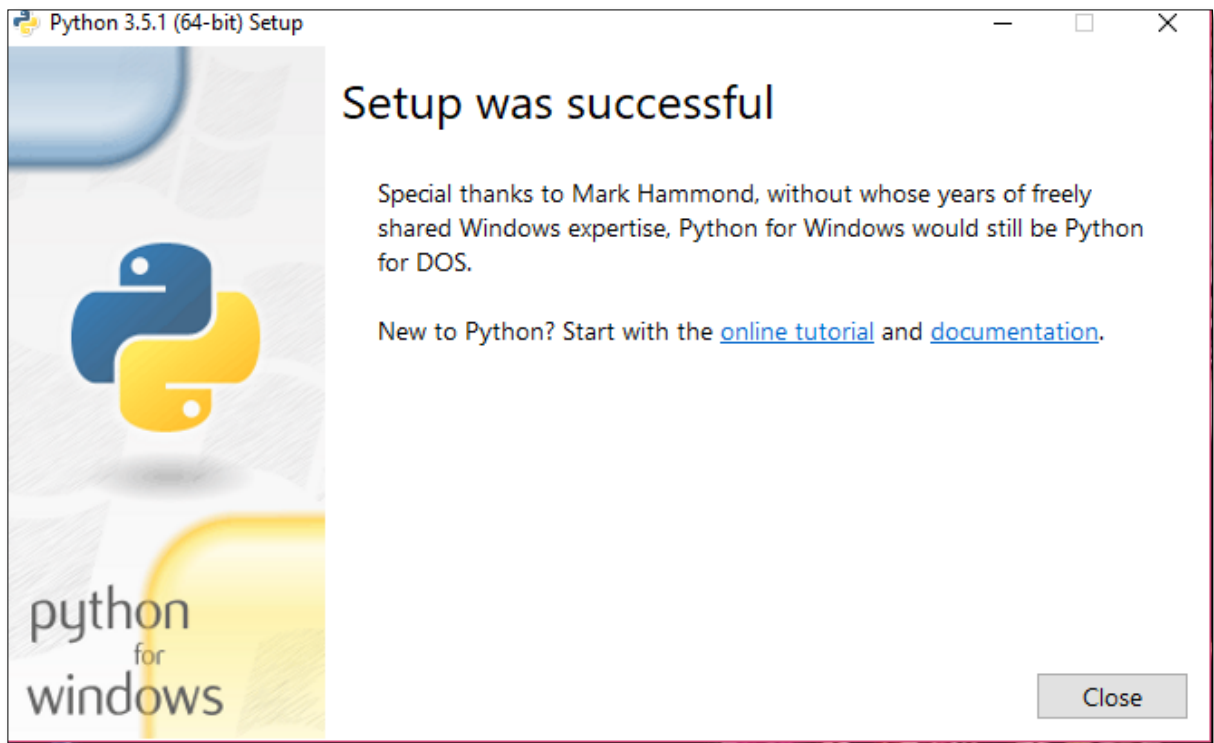 Python 3.5.1 (64-bit) Setup
Setup was successful
Special thanks to Mark Hammond, without whose years of freely
shared Windows expertise, Python for Windows would still be Python
for DOS.
New to Python? Start with the online tutorial and documentation.
python
for
windows
Close